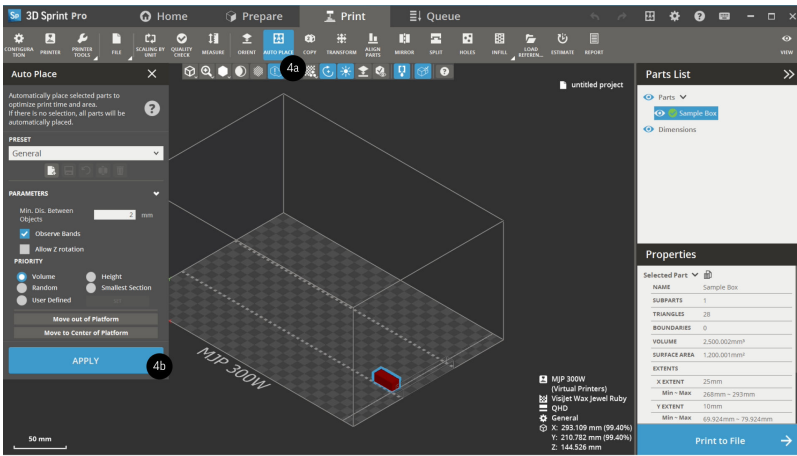 Sp 3D Sprint Pro
Home
Prepare
Print
Queue
CONFIGURA
TION
PRINTER
PRINTER
TOOLS
FILE
SCALING BY
UNIT
QUALITY
CHECK
MEASURE
ORIENT
AUTO PLACE
COPY
TRANSFORM
ALIGN
PARTS
MIRROR
SPLIT
HOLES
INFILL
LOAD
REFEREN...
ESTIMATE
REPORT
VIEW
4a
Auto Place
Automatically place selected parts to
optimize print time and area.
If there is no selection, all parts will be
automatically placed.
PRESET
General
PARAMETERS
Min. Dis. Between
Objects
2 mm
Observe Bands
Allow Z rotation
PRIORITY
Volume
Height
Random
Smallest Section
User Defined
Move out of Platform
Move to Center of Platform
APPLY
4b
50 mm
untitled project
MJP 300W
MJP 300W
(Virtual Printers)
VisiJet Wax Jewel Ruby
QHD
General
X: 293.109 mm (99.40%)
Y: 210.782 mm (99.40%)
Z: 144.526 mm
Parts List
Parts
Sample Box
Dimensions
Properties
Selected Part
NAME Sample Box
SUBPARTS 1
TRIANGLES 28
BOUNDARIES 0
VOLUME 2,500.002mm³
SURFACE AREA 1,200.001mm²
EXTENTS
X EXTENT 25mm
Min ~ Max 268mm ~ 293mm
Y EXTENT 10mm
Min ~ Max 69.924mm ~ 79.924mm
Print to File